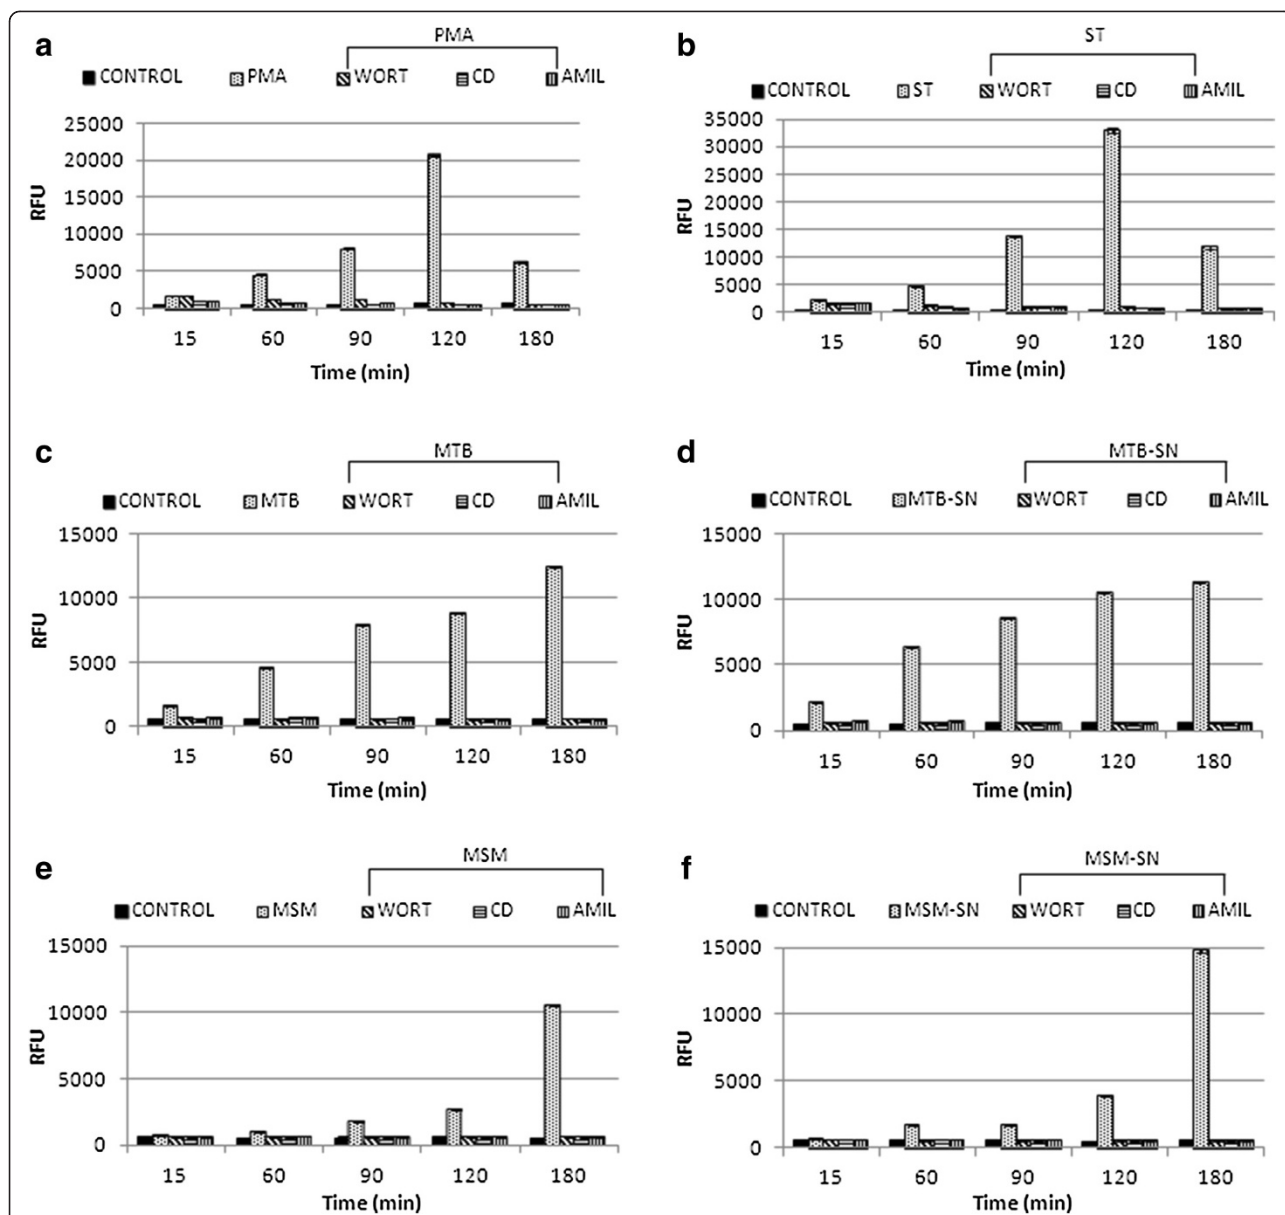 a
PMA
CONTROL PMA WORT CD AMIL
25000
20000
15000
10000
5000
0
RFU
15 60 90 120 180
Time (min)
b
ST
CONTROL ST WORT CD AMIL
35000
30000
25000
20000
15000
10000
5000
0
RFU
15 60 90 120 180
Time (min)
c
MTB
CONTROL MTB WORT CD AMIL
15000
10000
5000
0
RFU
15 60 90 120 180
Time (min)
d
MTB-SN
CONTROL MTB-SN WORT CD AMIL
15000
10000
5000
0
RFU
15 60 90 120 180
Time (min)
e
MSM
CONTROL MSM WORT CD AMIL
15000
10000
5000
0
RFU
15 60 90 120 180
Time (min)
f
MSM-SN
CONTROL MSM-SN WORT CD AMIL
15000
10000
5000
0
RFU
15 60 90 120 180
Time (min)